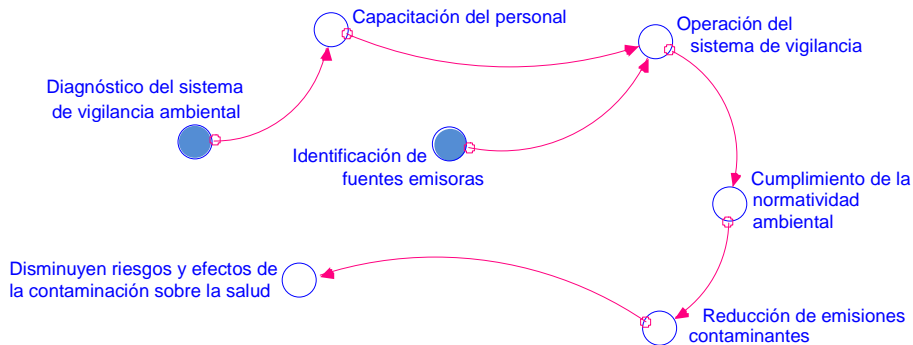 Capacitación del personal
Operación del
sistema de vigilancia
Diagnóstico del sistema
de vigilancia ambiental
Identificación de
fuentes emisoras
Cumplimiento de la
normatividad
ambiental
Disminuyen riesgos y efectos de
la contaminación sobre la salud
Reducción de emisiones
contaminantes